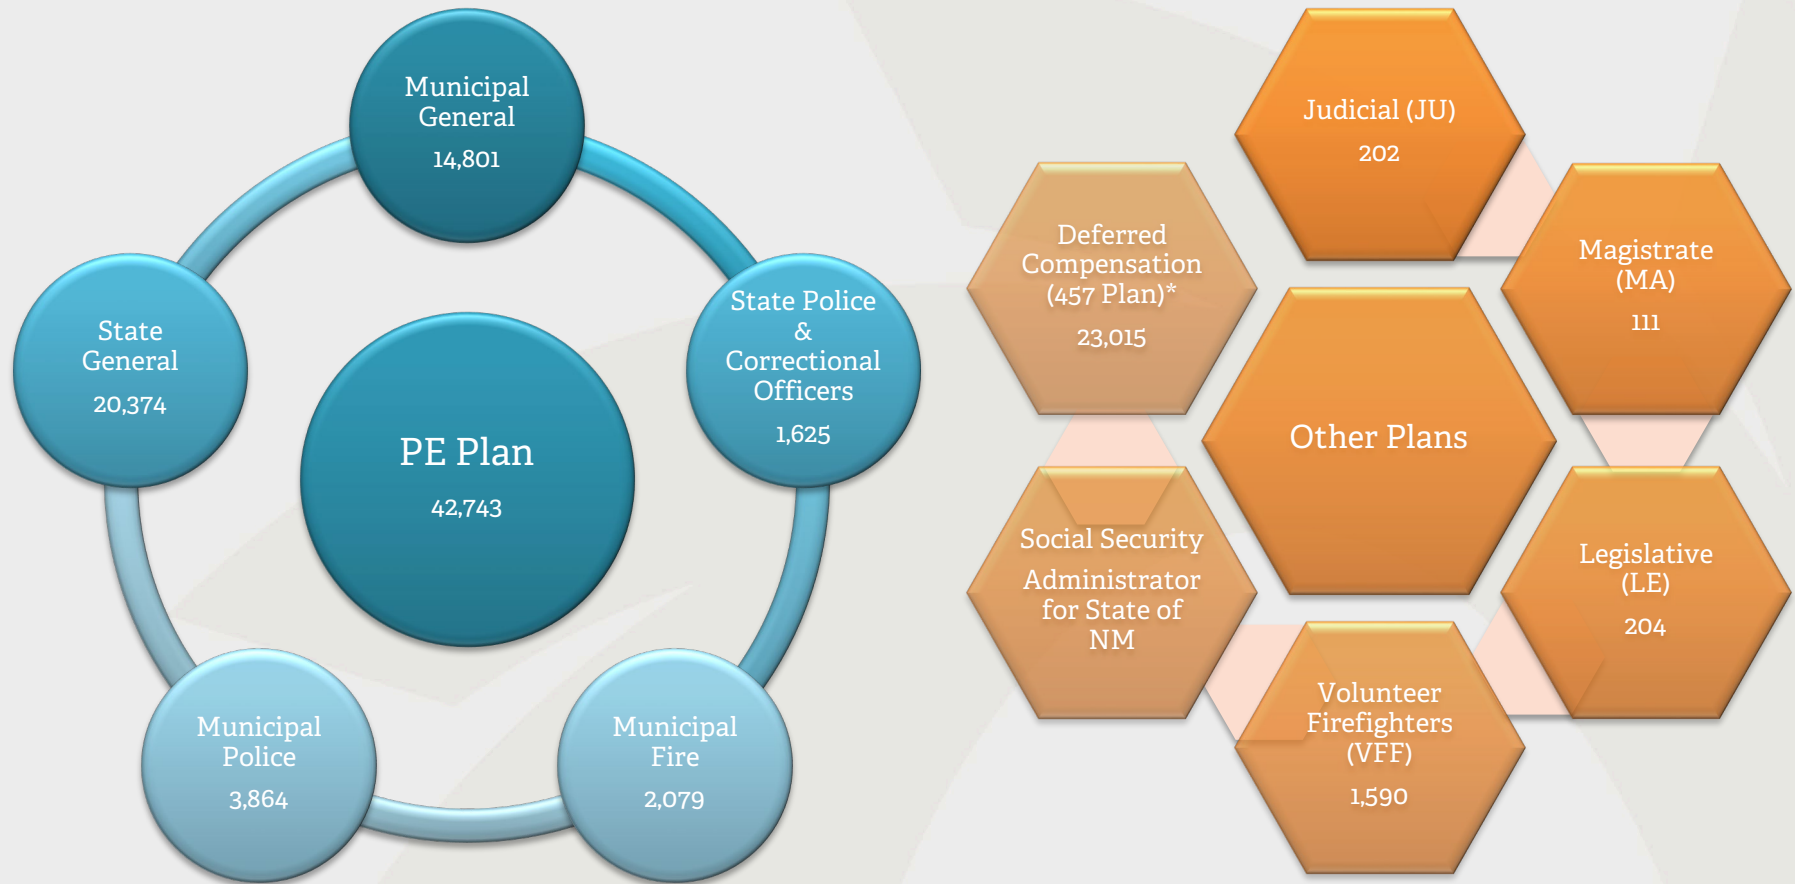 Municipal
General
14,801
State Police
&
Correctional
Officers
1,625
Municipal
Fire
2,079
Municipal
Police
3,864
State
General
20,374
PE Plan
42,743
Judicial (JU)
202
Magistrate
(MA)
111
Legislative
(LE)
204
Volunteer
Firefighters
(VFF)
1,590
Social Security
Administrator
for State of
NM
Deferred
Compensation
(457 Plan)*
23,015
Other Plans